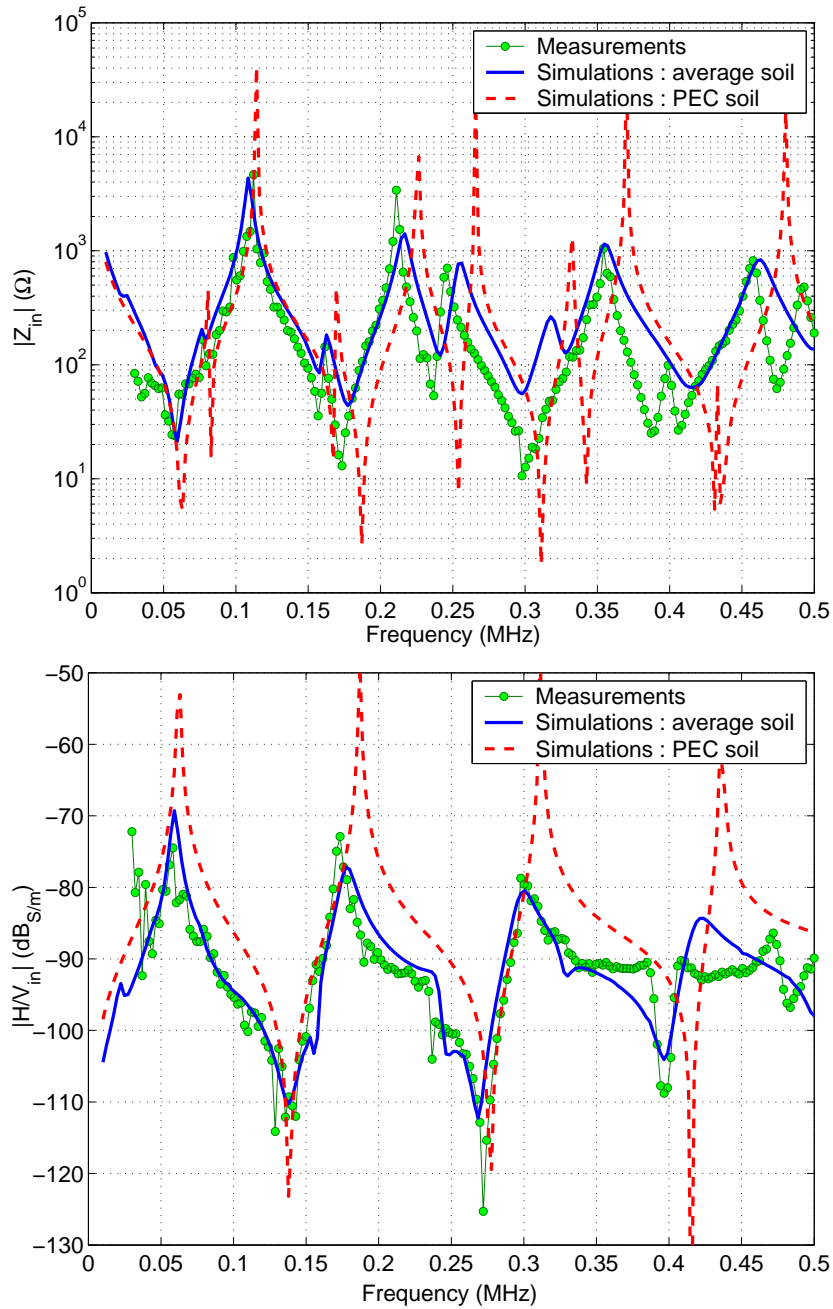 10^5
10^4
10^3
10^2
10^1
10^0
|Z_in| (Ω)
Measurements
Simulations : average soil
Simulations : PEC soil
0 0.05 0.1 0.15 0.2 0.25 0.3 0.35 0.4 0.45 0.5
Frequency (MHz)
−50
−60
−70
−80
−90
−100
−110
−120
−130
|H/V_in| (dB_S/m)
Measurements
Simulations : average soil
Simulations : PEC soil
0 0.05 0.1 0.15 0.2 0.25 0.3 0.35 0.4 0.45 0.5
Frequency (MHz)